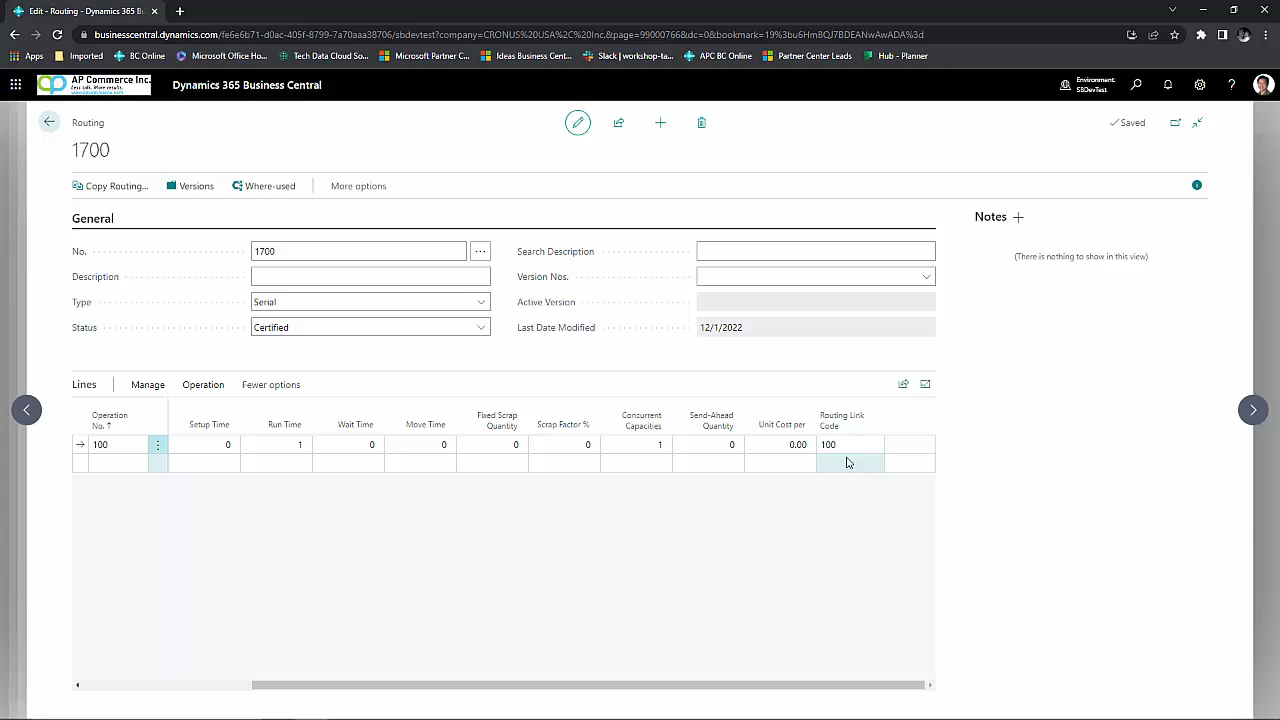 Edit - Routing - Dynamics 365 B
businesscentral.dynamics.com/fe6e6b71-d0ac-405f-8799-7a70aaa38706/sbdevtest?company=CRONUS%20USA%2C%20Inc.&page=99000766&dc=0&bookmark=19%3bu6HmBQJ7BDEANwAwADA%3d
Apps
Imported
BC Online
Microsoft Office Ho...
Tech Data Cloud So...
Microsoft Partner C...
Ideas Business Cent...
Slack | workshop-ta...
APC BC Online
Partner Center Leads
Hub - Planner
AP Commerce Inc.
Less talk. More results.
www.apcommerce.com
Dynamics 365 Business Central
Environment:
SBDevTest
Routing
Saved
1700
Copy Routing...
Versions
Where-used
More options
General
Notes
(There is nothing to show in this view)
No.
1700
Search Description
Description
Version Nos.
Type
Serial
Active Version
Status
Certified
Last Date Modified
12/1/2022
Lines
Manage
Operation
Fewer options
Operation No. ↑
Setup Time
Run Time
Wait Time
Move Time
Fixed Scrap Quantity
Scrap Factor %
Concurrent Capacities
Send-Ahead Quantity
Unit Cost per
Routing Link Code
100
0
1
0
0
0
0
1
0
0.00
100